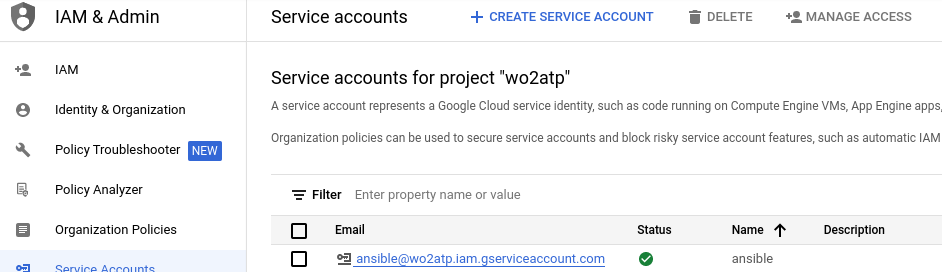 IAM & Admin
Service accounts
CREATE SERVICE ACCOUNT
DELETE
MANAGE ACCESS
IAM
Identity & Organization
Policy Troubleshooter NEW
Policy Analyzer
Organization Policies
Service Accounts
Service accounts for project "wo2atp"
A service account represents a Google Cloud service identity, such as code running on Compute Engine VMs, App Engine apps,
Organization policies can be used to secure service accounts and block risky service account features, such as automatic IAM
Filter Enter property name or value
Email Status Name Description
ansible@wo2atp.iam.gserviceaccount.com ansible